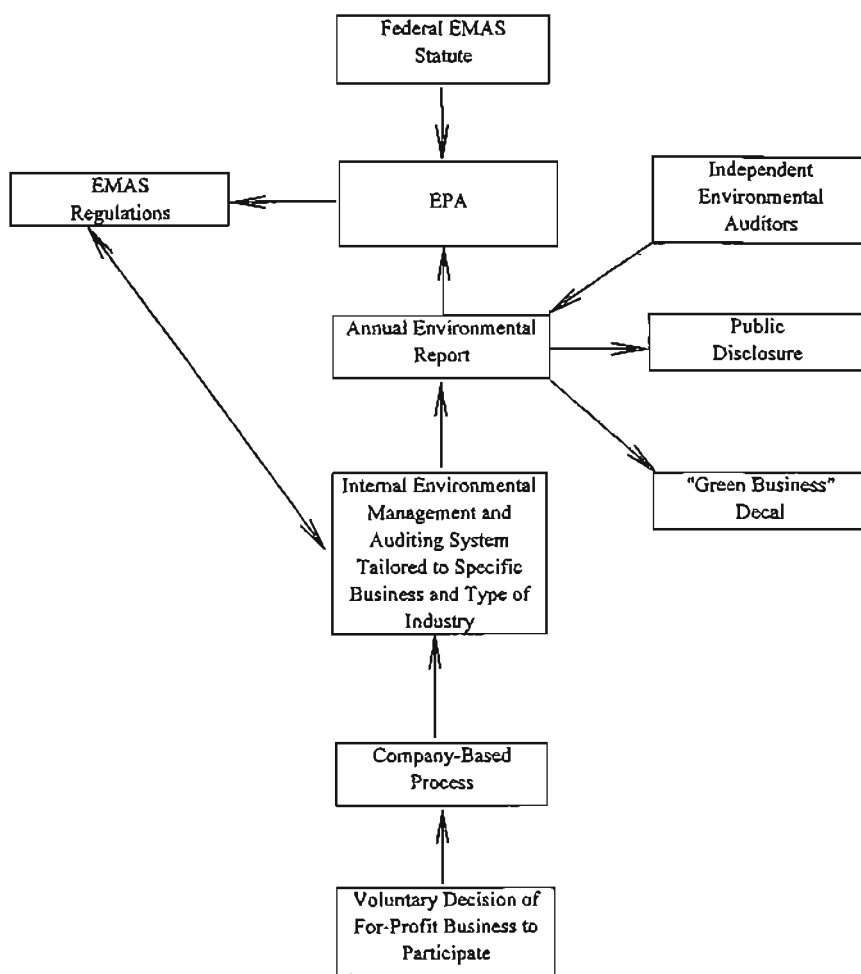 Federal EMAS
Statute
EMAS
Regulations
EPA
Independent
Environmental
Auditors
Annual Environmental
Report
Public
Disclosure
Internal Environmental
Management and
Auditing System
Tailored to Specific
Business and Type of
Industry
"Green Business"
Decal
Company-Based
Process
Voluntary Decision of
For-Profit Business to
Participate